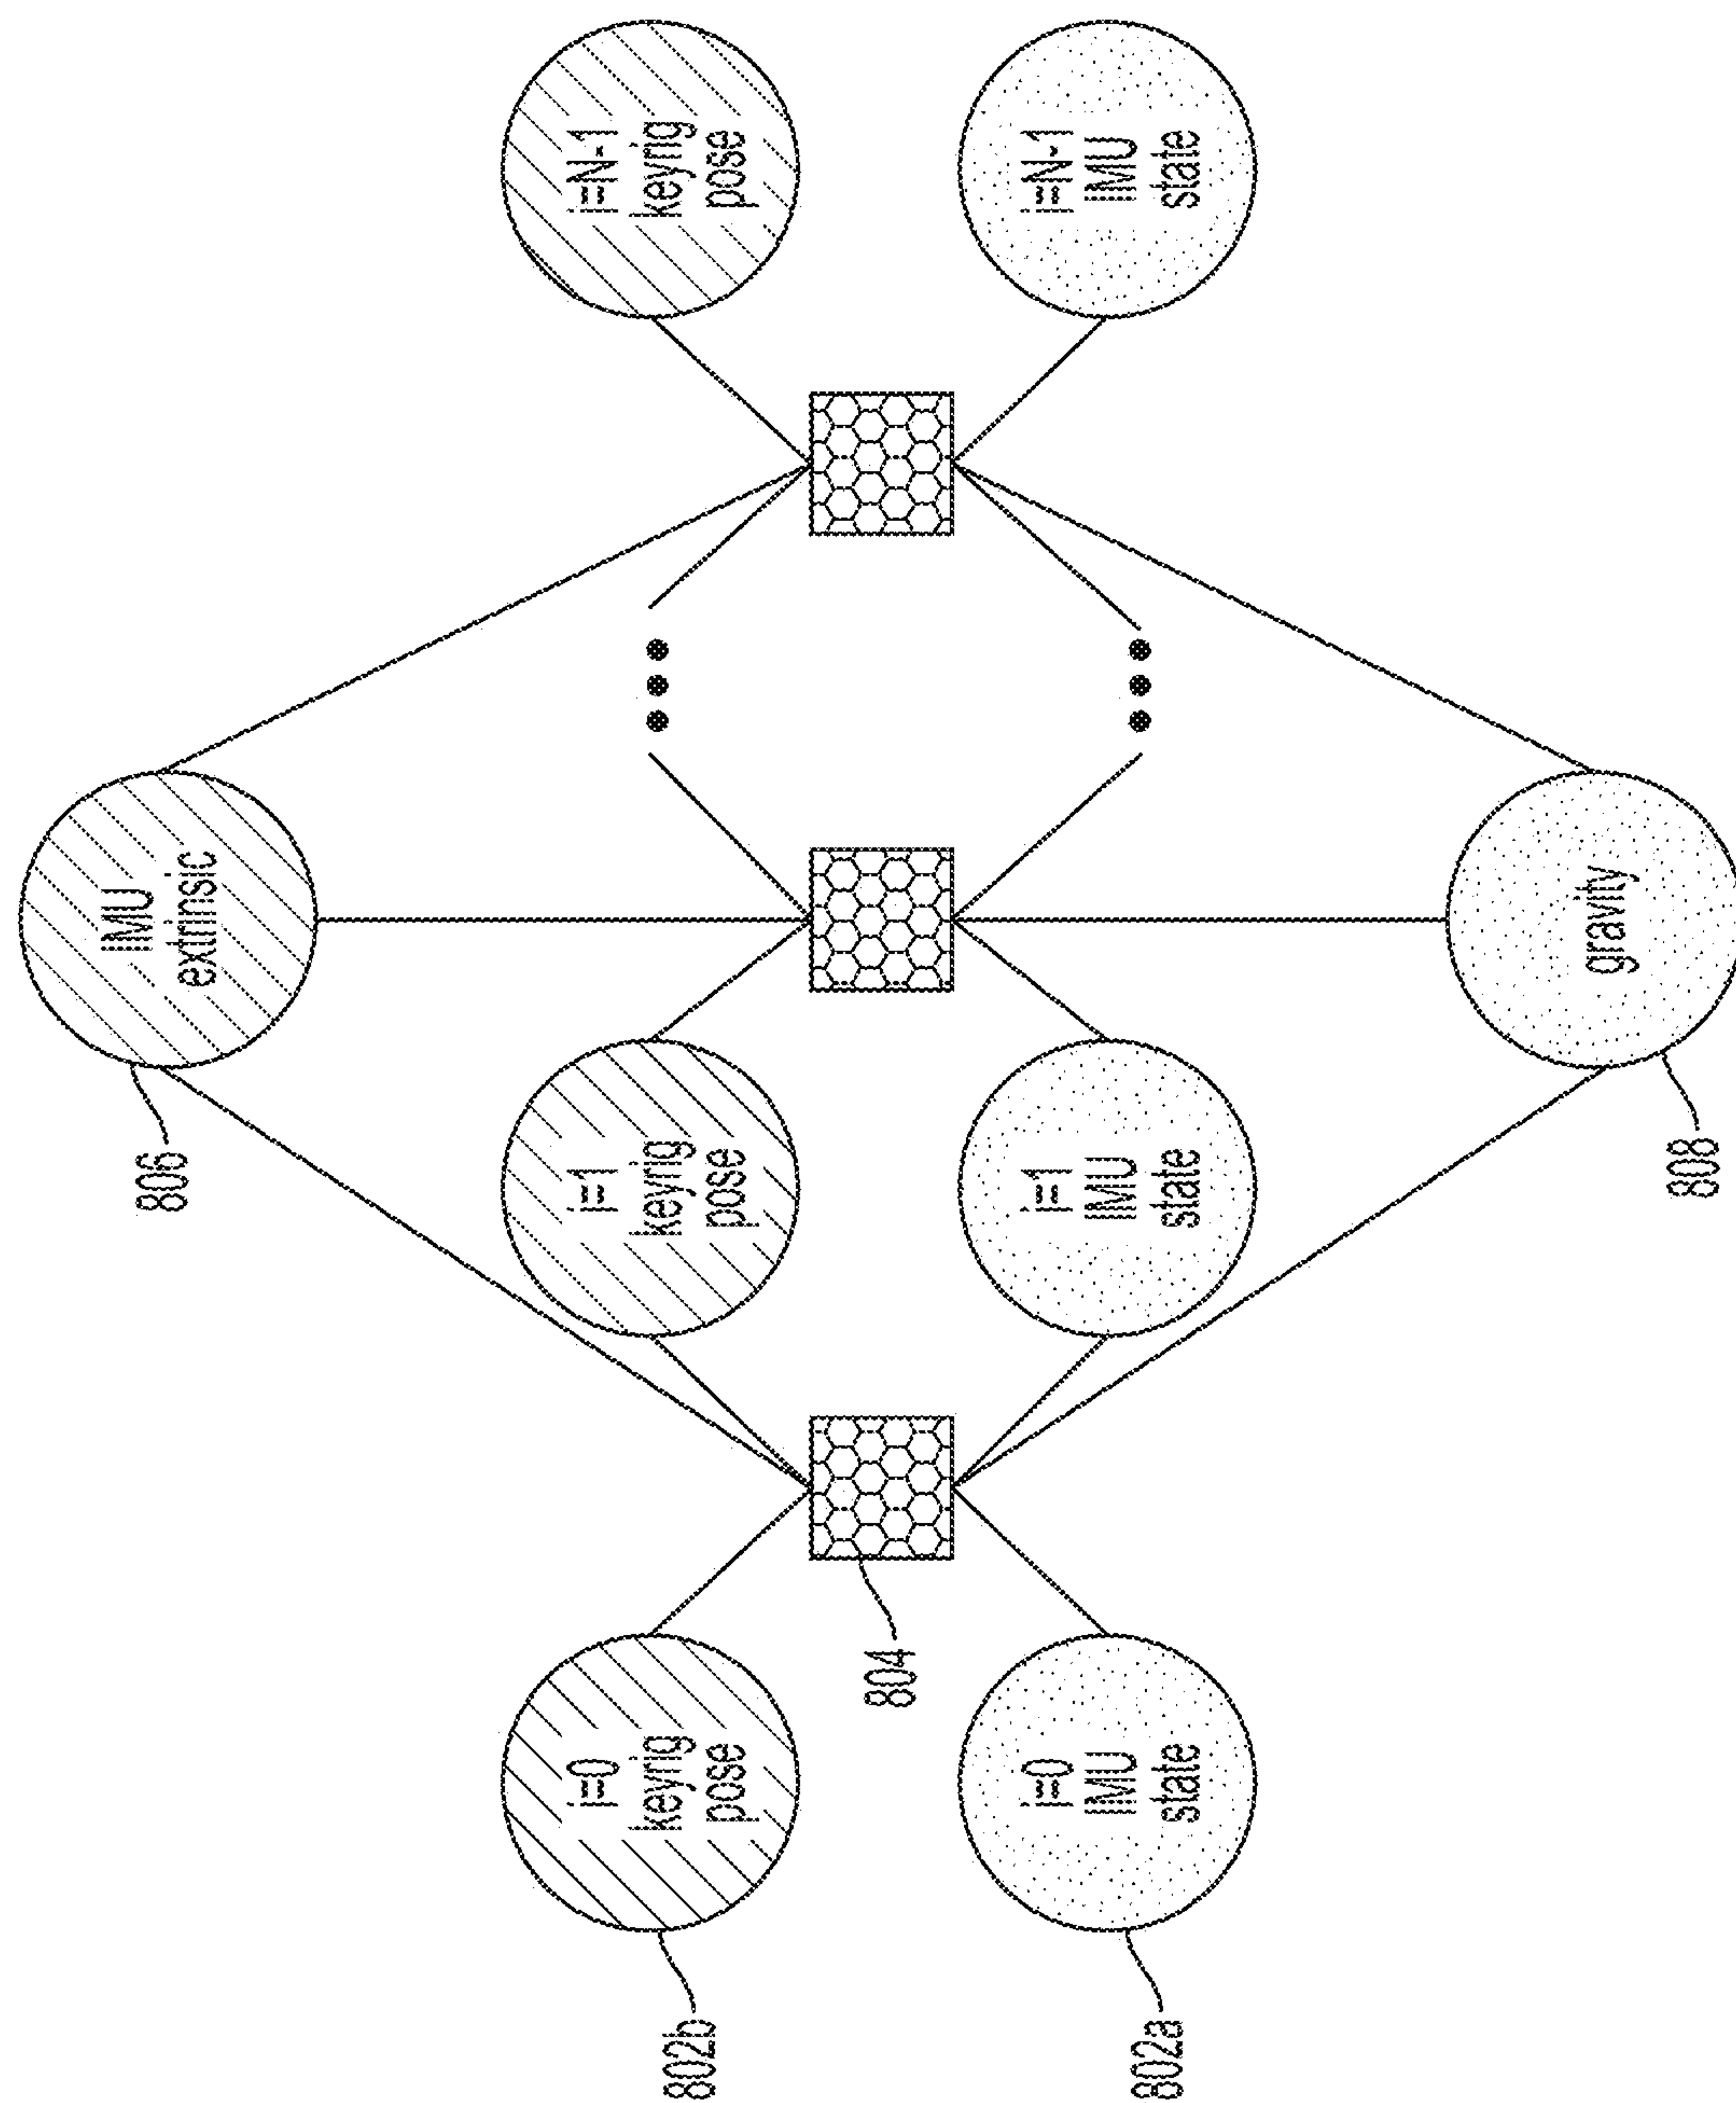 IMU
extrinsic
806
i=0
keyrig
pose
i=1
keyrig
pose
i=N-1
keyrig
pose
802b
804
i=0
IMU
state
i=1
IMU
state
i=N-1
IMU
state
802a
gravity
808